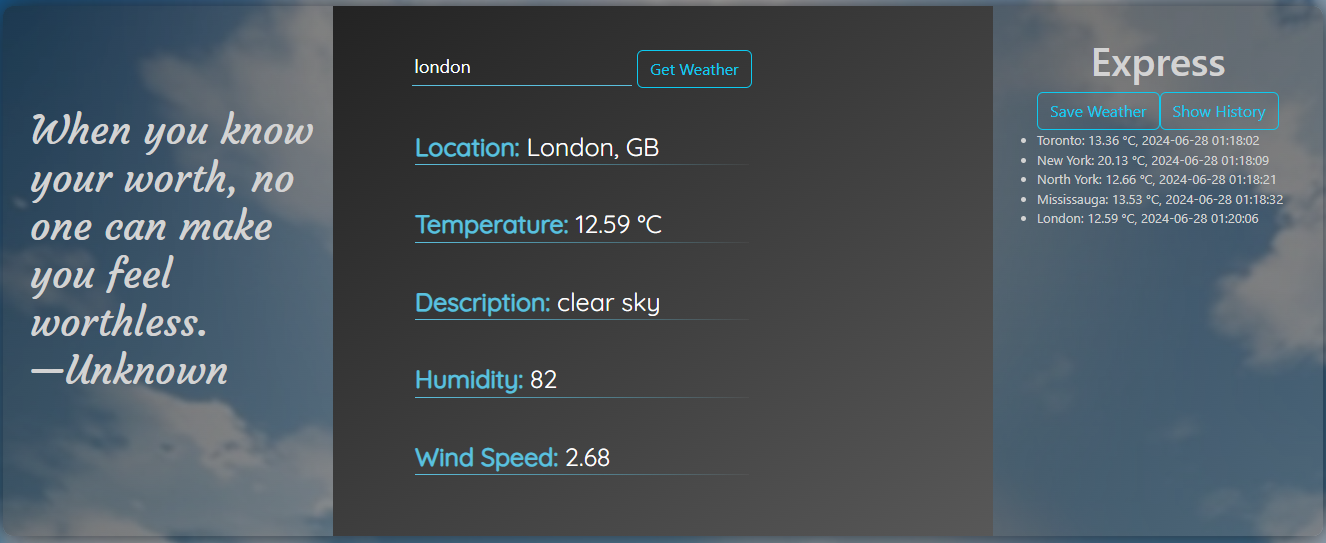 When you know
your worth, no
one can make
you feel
worthless.
—Unknown
london
Get Weather
Location: London, GB
Temperature: 12.59 °C
Description: clear sky
Humidity: 82
Wind Speed: 2.68
Express
Save Weather Show History
• Toronto: 13.36 °C, 2024-06-28 01:18:02
• New York: 20.13 °C, 2024-06-28 01:18:09
• North York: 12.66 °C, 2024-06-28 01:18:21
• Mississauga: 13.53 °C, 2024-06-28 01:18:32
• London: 12.59 °C, 2024-06-28 01:20:06